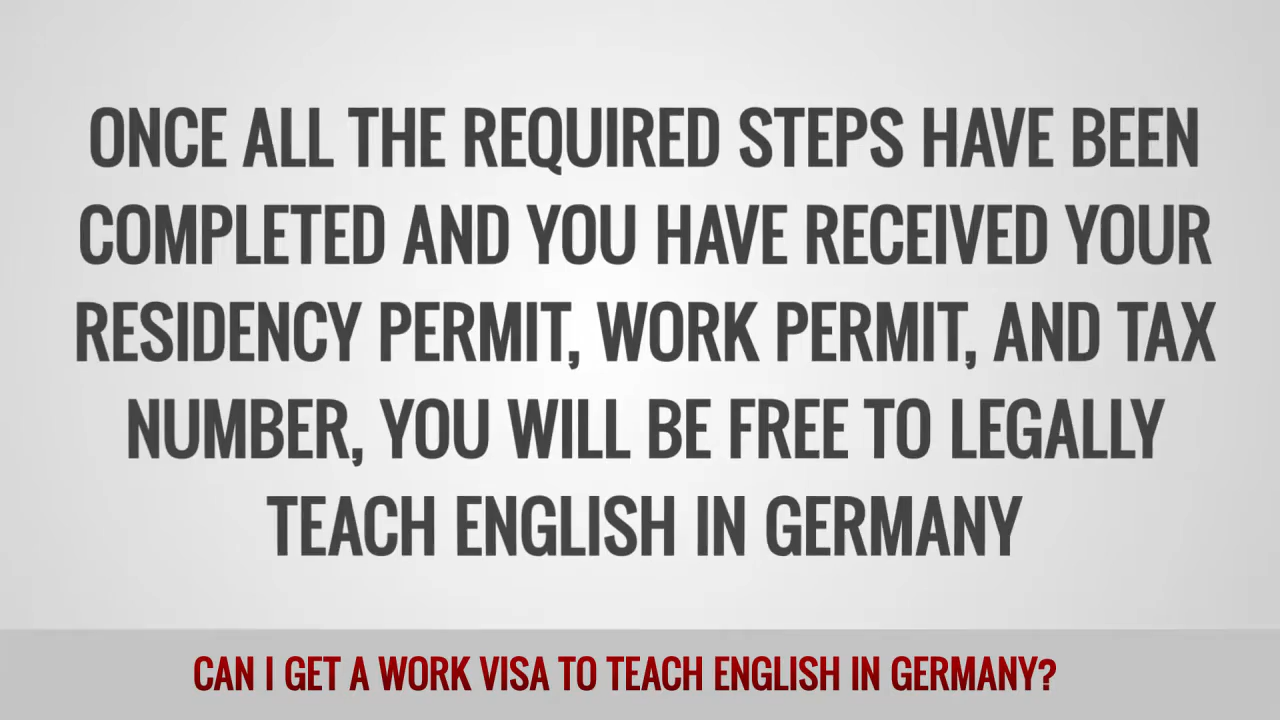 ONCE ALL THE REQUIRED STEPS HAVE BEEN
COMPLETED AND YOU HAVE RECEIVED YOUR
RESIDENCY PERMIT, WORK PERMIT, AND TAX
NUMBER, YOU WILL BE FREE TO LEGALLY
TEACH ENGLISH IN GERMANY
CAN I GET A WORK VISA TO TEACH ENGLISH IN GERMANY?